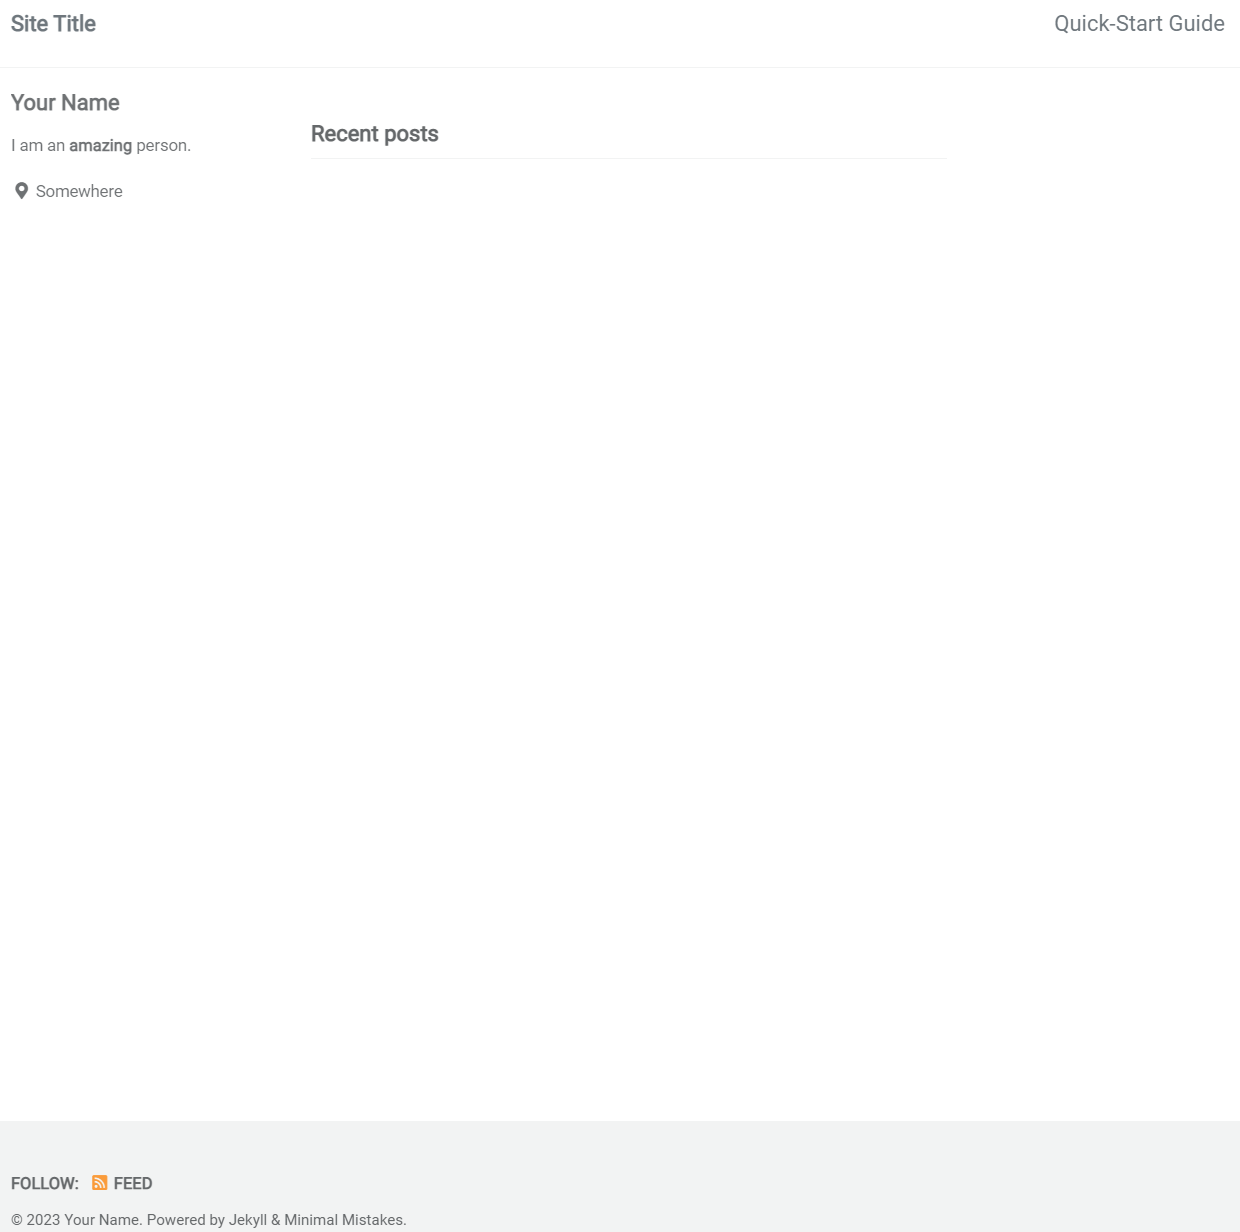 Site Title
Quick-Start Guide
Your Name
I am an amazing person.
Somewhere
Recent posts
FOLLOW: FEED
© 2023 Your Name. Powered by Jekyll & Minimal Mistakes.